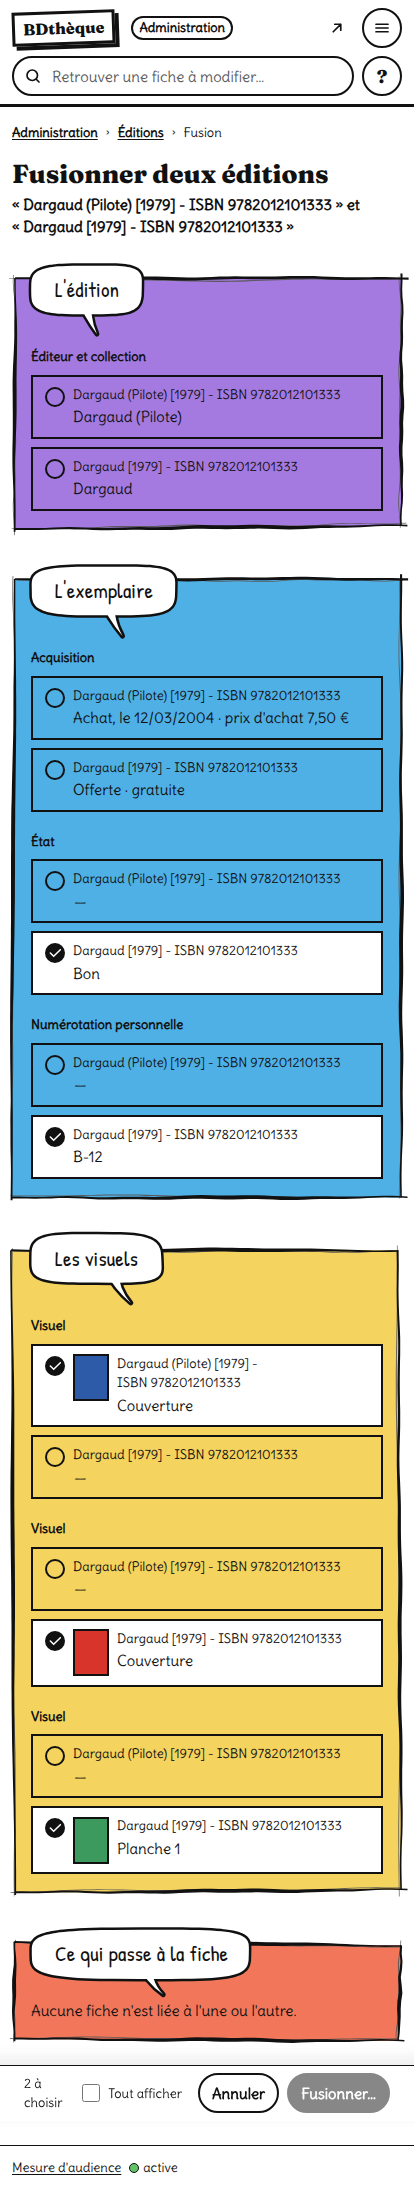 BDthèque
Administration
Retrouver une fiche à modifier...
?
Administration › Éditions › Fusion
Fusionner deux éditions
« Dargaud (Pilote) [1979] - ISBN 9782012101333 » et
« Dargaud [1979] - ISBN 9782012101333 »
L'édition
Éditeur et collection
Dargaud (Pilote) [1979] - ISBN 9782012101333
Dargaud (Pilote)
Dargaud [1979] - ISBN 9782012101333
Dargaud
L'exemplaire
Acquisition
Dargaud (Pilote) [1979] - ISBN 9782012101333
Achat, le 12/03/2004 · prix d'achat 7,50 €
Dargaud [1979] - ISBN 9782012101333
Offerte · gratuite
État
Dargaud (Pilote) [1979] - ISBN 9782012101333
—
Dargaud [1979] - ISBN 9782012101333
Bon
Numérotation personnelle
Dargaud (Pilote) [1979] - ISBN 9782012101333
—
Dargaud [1979] - ISBN 9782012101333
B-12
Les visuels
Visuel
Dargaud (Pilote) [1979] -
ISBN 9782012101333
Couverture
Dargaud [1979] - ISBN 9782012101333
—
Visuel
Dargaud (Pilote) [1979] - ISBN 9782012101333
—
Dargaud [1979] - ISBN 9782012101333
Couverture
Visuel
Dargaud (Pilote) [1979] - ISBN 9782012101333
—
Dargaud [1979] - ISBN 9782012101333
Planche 1
Ce qui passe à la fiche
Aucune fiche n'est liée à l'une ou l'autre.
2 à
choisir
Tout afficher
Annuler
Fusionner...
Mesure d'audience active